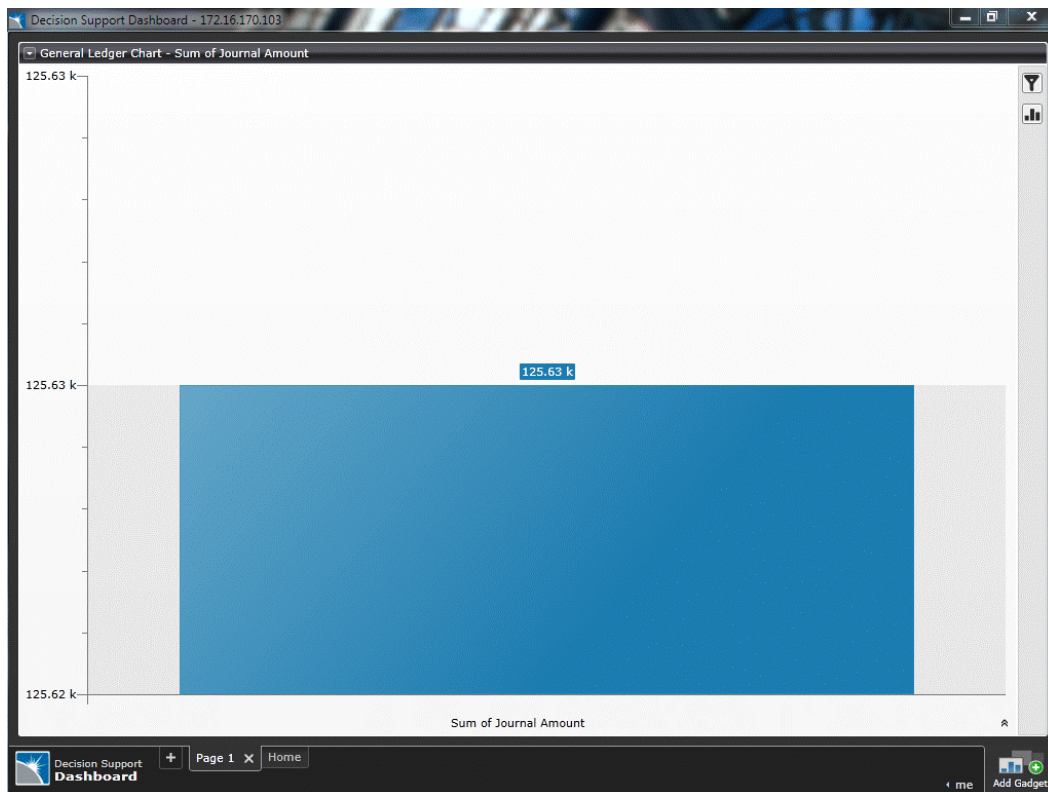 Decision Support Dashboard - 172.16.170.103
General Ledger Chart - Sum of Journal Amount
125.63 k
125.63 k
125.63 k
125.62 k
Sum of Journal Amount
Decision Support
Dashboard
+
Page 1 X
Home
me
Add Gadget